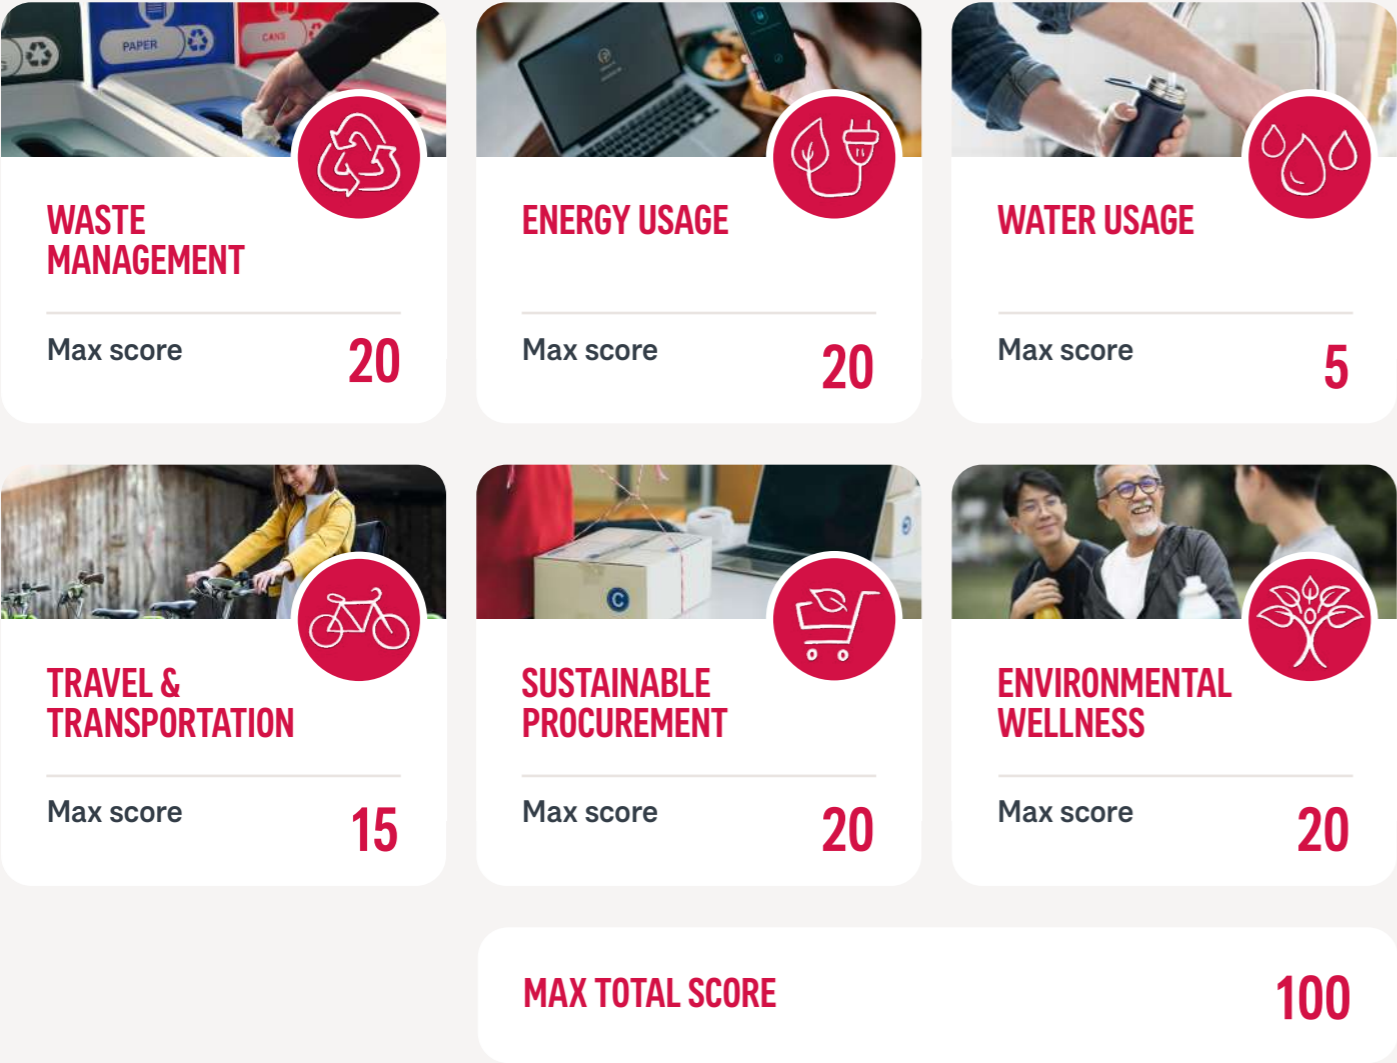 PAPER
CANS
WASTE
MANAGEMENT
Max score
20
ENERGY USAGE
Max score
20
WATER USAGE
Max score
5
TRAVEL &
TRANSPORTATION
Max score
15
C
SUSTAINABLE
PROCUREMENT
Max score
20
ENVIRONMENTAL
WELLNESS
Max score
20
MAX TOTAL SCORE
100